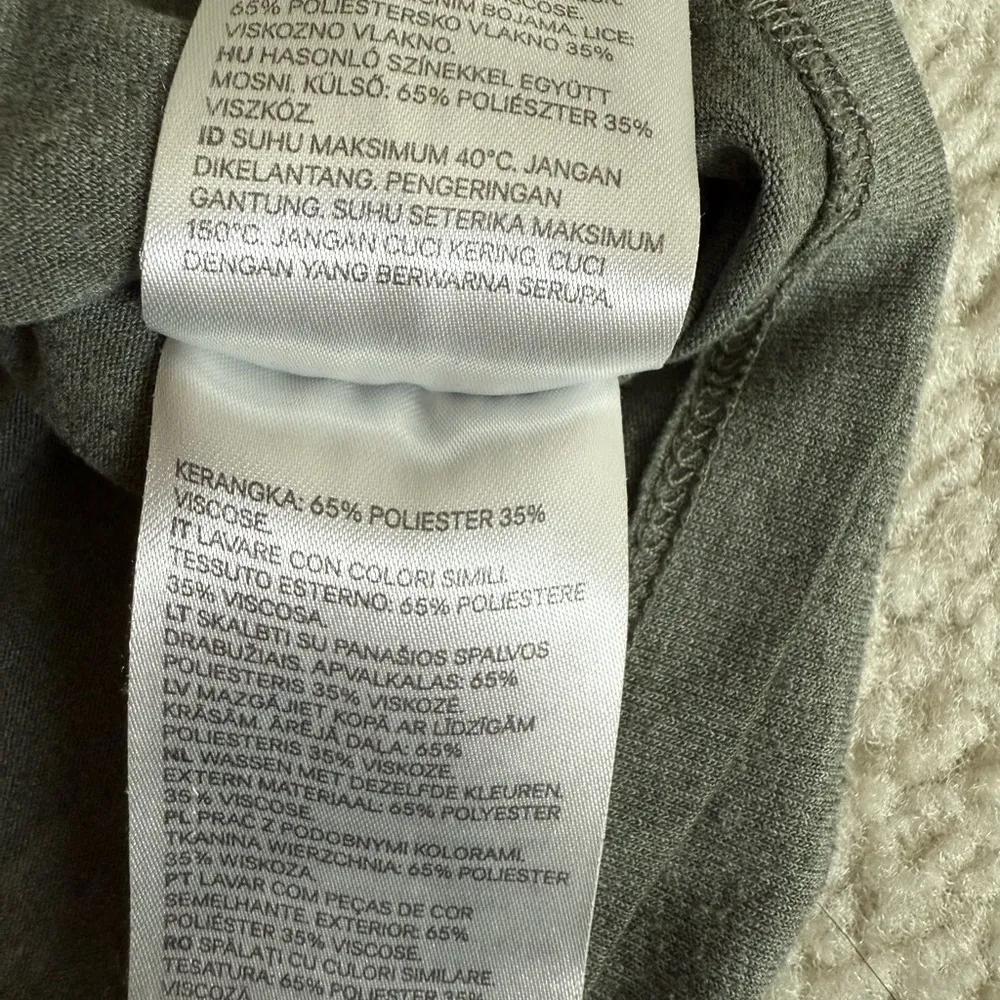 VISCOSE.
NIM BOJAMA. LICE:
65% POLIESTERSKO VLAKNO 35%
VISKOZNO VLAKNO.
HU HASONLÓ SZÍNEKKEL EGYÜTT
MOSNI. KÜLSŐ: 65% POLIÉSZTER 35%
VISZKÓZ.
ID SUHU MAKSIMUM 40°C. JANGAN
DIKELANTANG. PENGERINGAN
GANTUNG. SUHU SETERIKA MAKSIMUM
150°C. JANGAN CUCI KERING. CUCI
DENGAN YANG BERWARNA SERUPA.
KERANGKA: 65% POLIESTER 35%
VISCOSE.
IT LAVARE CON COLORI SIMILI.
TESSUTO ESTERNO: 65% POLIESTERE
35% VISCOSA.
LT SKALBTI SU PANAŠIOS SPALVOS
DRABUŽIAIS. APVALKALAS: 65%
POLIESTERIS 35% VISKOZĖ.
LV MAZGĀJIET KOPĀ AR LĪDZĪGĀM
KRĀSĀM. ĀRĒJĀ DAĻA: 65%
POLIESTERIS 35% VISKOZE.
NL WASSEN MET DEZELFDE KLEUREN.
EXTERN MATERIAAL: 65% POLYESTER
35% VISCOSE.
PL PRAĆ Z PODOBNYMI KOLORAMI.
TKANINA WIERZCHNIA: 65% POLIESTER
35% WISKOZA.
PT LAVAR COM PEÇAS DE COR
SEMELHANTE. EXTERIOR: 65%
POLIÉSTER 35% VISCOSE.
RO SPĂLAȚI CU CULORI SIMILARE.
TESATURA: 65% POLIESTER 35%
VISCOZĂ.